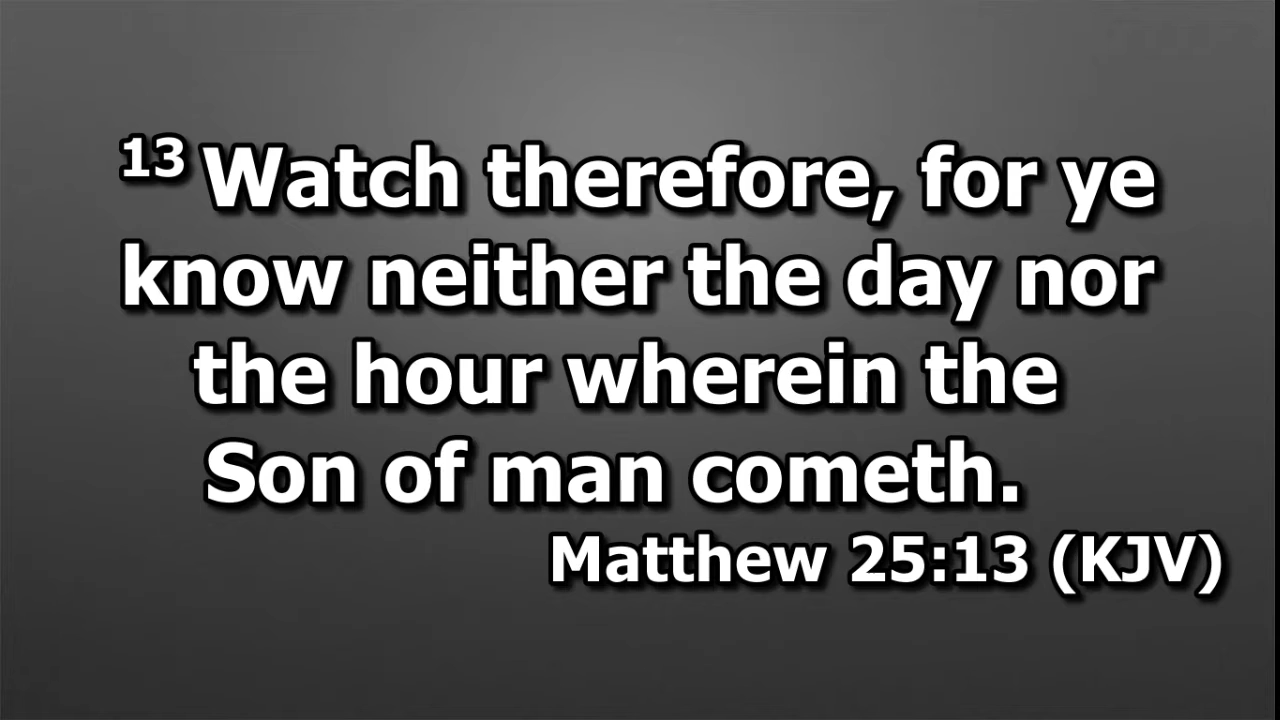 13 Watch therefore, for ye
know neither the day nor
the hour wherein the
Son of man cometh.
Matthew 25:13 (KJV)